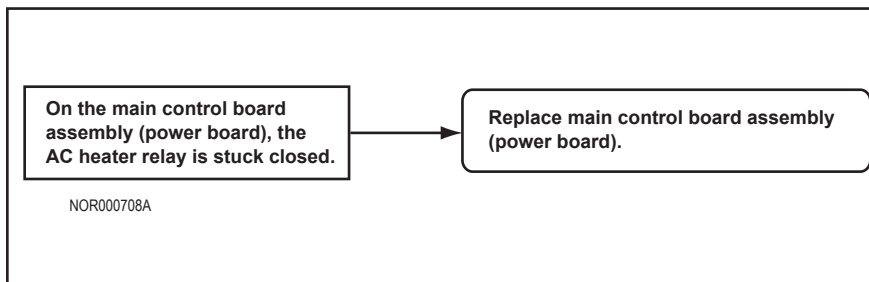 On the main control board
assembly (power board), the
AC heater relay is stuck closed.
Replace main control board assembly
(power board).
NOR000708A